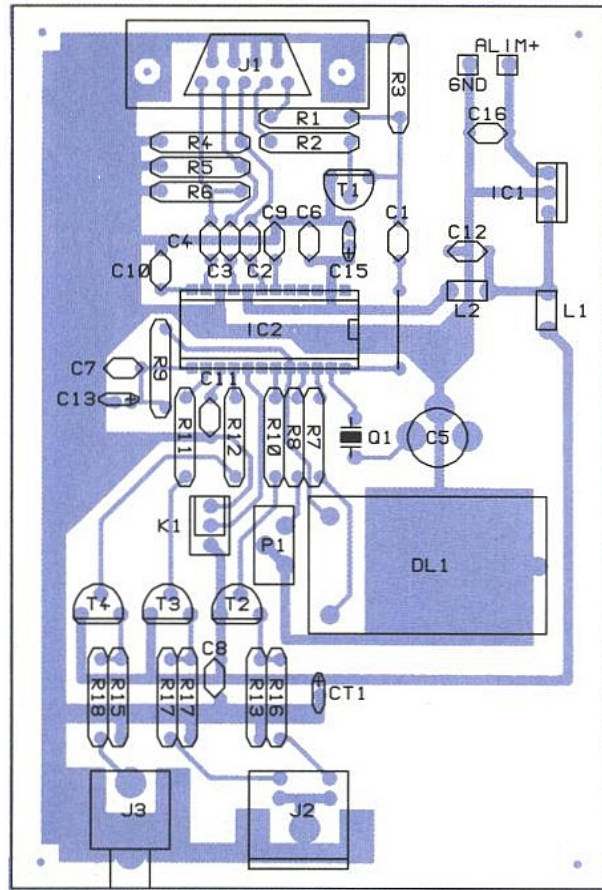 J1
ALIM+
GND
R3
R1
C16
R4
R2
R5
R6
T1
IC1
C4
C9
C6
C1
C12
C10
C3
C2
C15
L2
L1
IC2
C7
R9
C13
C11
R11
R12
R10
R8
R7
Q1
C5
K1
P1
DL1
T4
T3
T2
C8
R18
R15
R17
R17
R13
R16
CT1
J3
J2